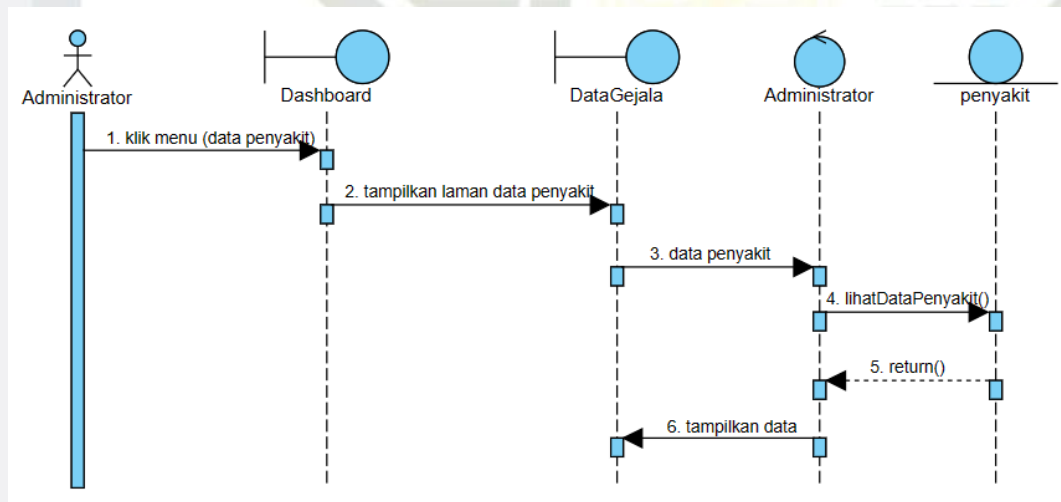 Administrator
Dashboard
DataGejala
Administrator
penyakit
1. klik menu (data penyakit)
2. tampilkan laman data penyakit
3. data penyakit
4. lihatDataPenyakit()
5. return()
6. tampilkan data